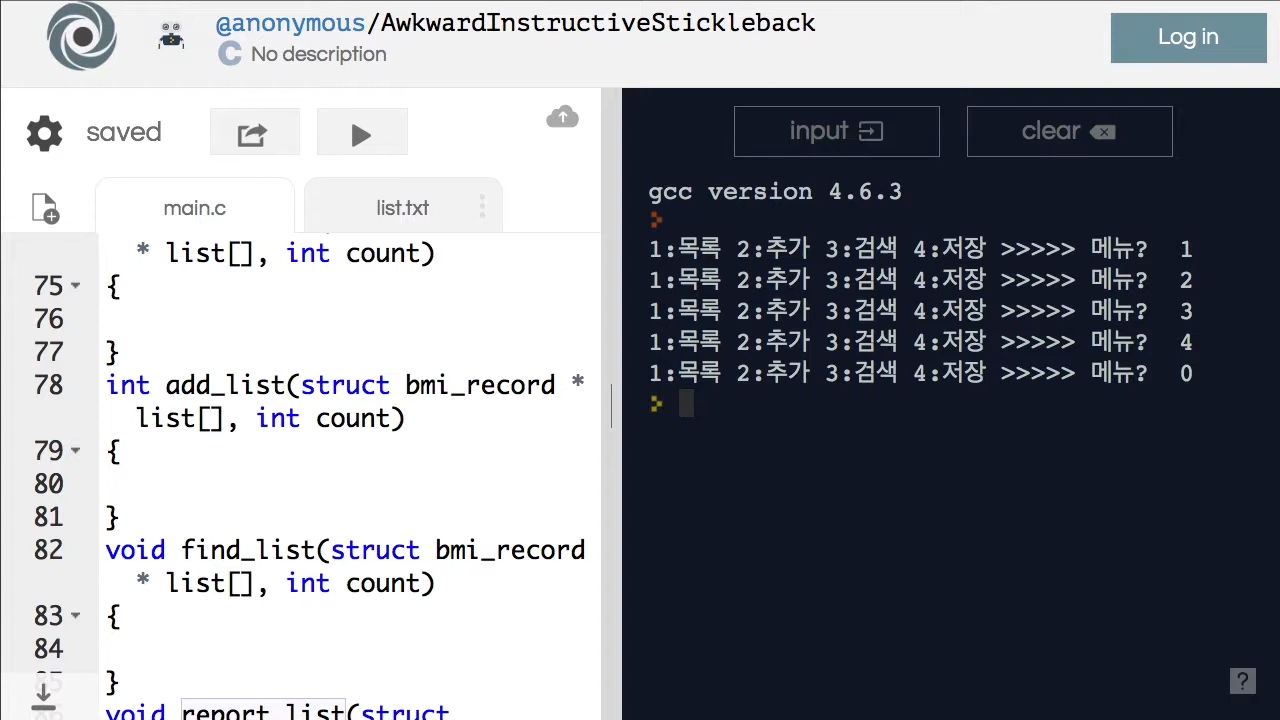 @anonymous/AwkwardInstructiveStickleback
C No description
Log in
saved
input
clear
main.c
list.txt
* list[], int count)
75 {
76
77 }
78 int add_list(struct bmi_record *
list[], int count)
79 {
80
81 }
82 void find_list(struct bmi_record
* list[], int count)
83 {
84
85 }
void report_list(struct
gcc version 4.6.3
1:목록 2:추가 3:검색 4:저장 >>>>> 메뉴? 1
1:목록 2:추가 3:검색 4:저장 >>>>> 메뉴? 2
1:목록 2:추가 3:검색 4:저장 >>>>> 메뉴? 3
1:목록 2:추가 3:검색 4:저장 >>>>> 메뉴? 4
1:목록 2:추가 3:검색 4:저장 >>>>> 메뉴? 0
?